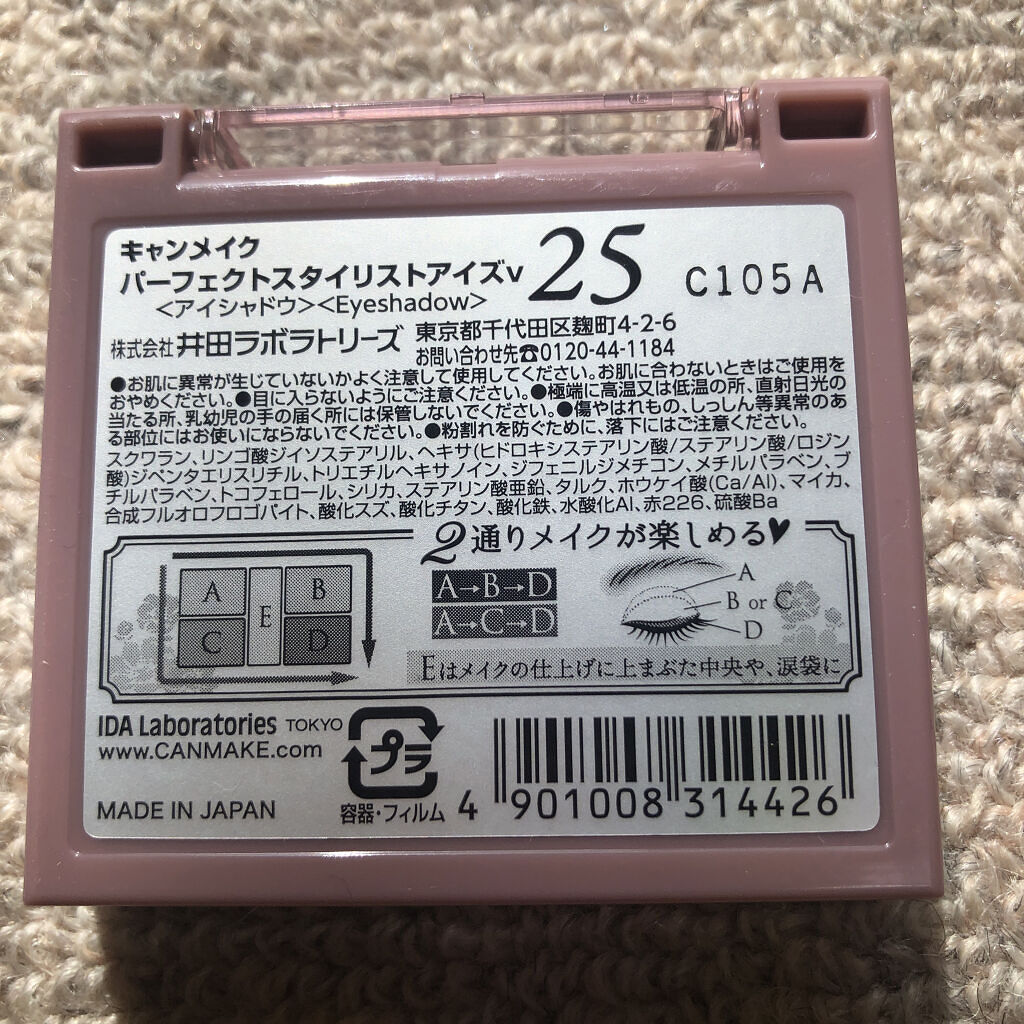 キャンメイク
パーフェクトスタイリストアイズv 25 C105A
<アイシャドウ><Eyeshadow>
株式会社 井田ラボラトリーズ 東京都千代田区麹町4-2-6
お問い合わせ先☎0120-44-1184
●お肌に異常が生じていないかよく注意して使用してください。お肌に合わないときはご使用を
おやめください。●目に入らないようにご注意ください。●極端に高温又は低温の所、直射日光の
当たる所、乳幼児の手の届く所には保管しないでください。●傷やはれもの、しっしん等異常のあ
る部位にはお使いにならないでください。●粉割れを防ぐために、落下にはご注意ください。
スクワラン、リンゴ酸ジイソステアリル、ヘキサ(ヒドロキシステアリン酸/ステアリン酸/ロジン
酸)ジペンタエリスリチル、トリエチルヘキサノイン、ジフェニルジメチコン、メチルパラベン、ブ
チルパラベン、トコフェロール、シリカ、ステアリン酸亜鉛、タルク、ホウケイ酸(Ca/Al)、マイカ、
合成フルオロフロゴパイト、酸化スズ、酸化チタン、酸化鉄、水酸化Al、赤226、硫酸Ba
2通りメイクが楽しめる♥
A B
E
C D
A→B→D
A→C→D
A
B or C
D
Eはメイクの仕上げに上まぶた中央や、涙袋に
IDA Laboratories TOKYO
www.CANMAKE.com
MADE IN JAPAN
プラ
容器・フィルム
4 901008 314426